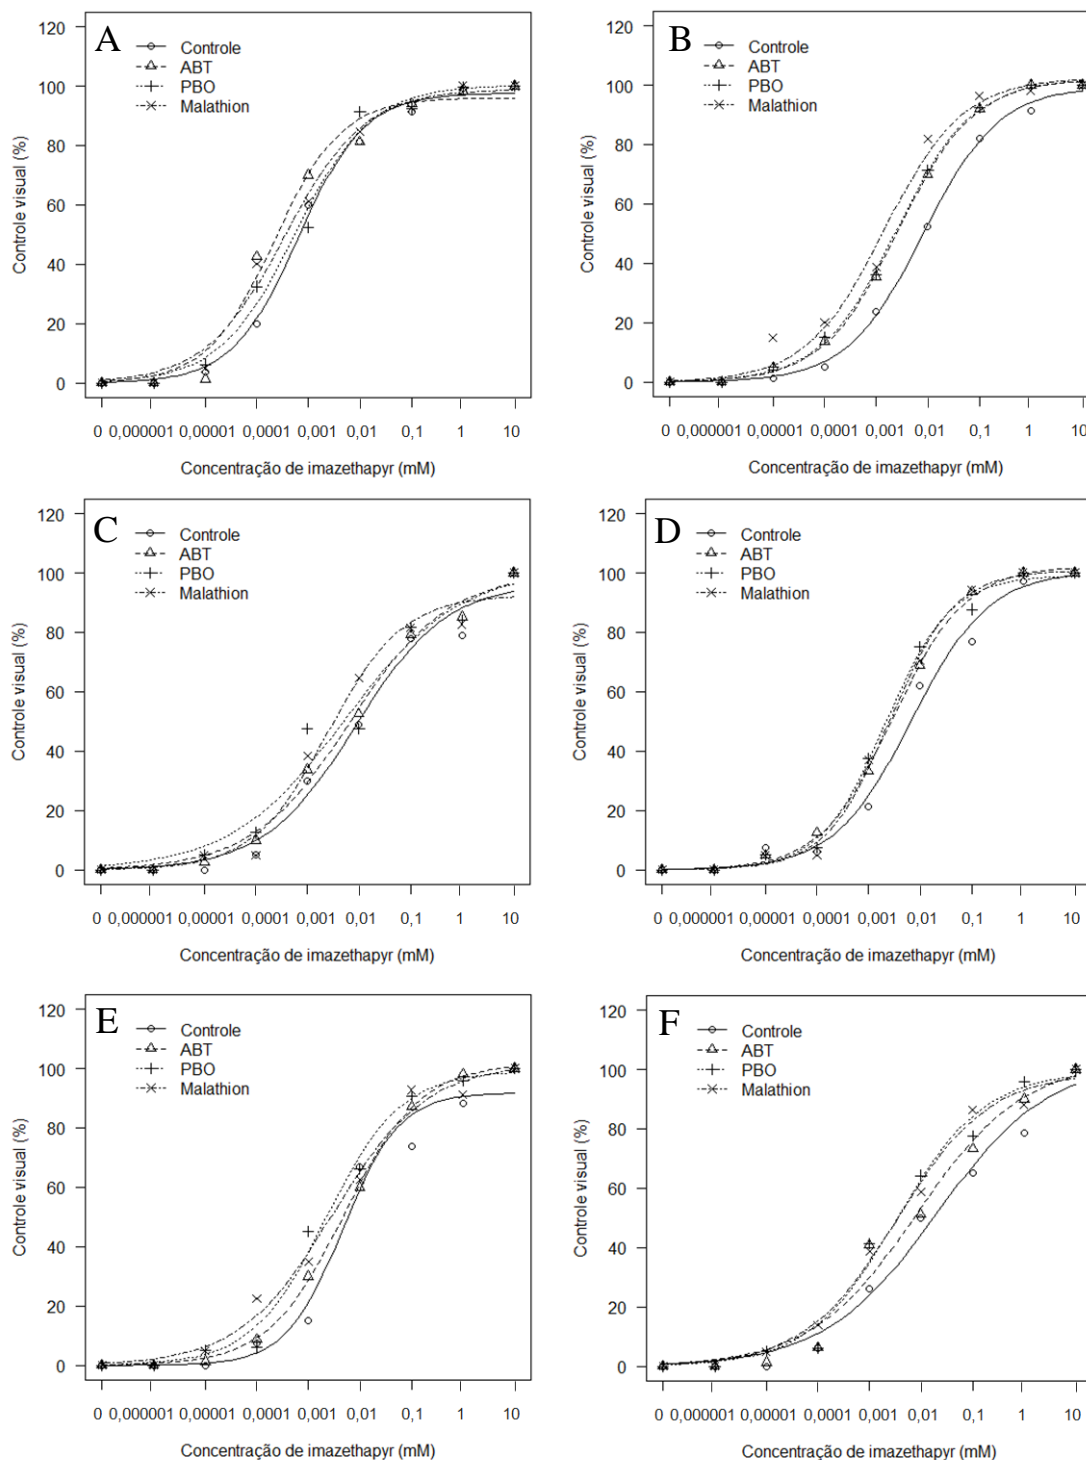 A
Controle
ABT
PBO
Malathion
120
100
80
60
40
20
0
Controle visual (%)
0 0,000001 0,00001 0,0001 0,001 0,01 0,1 1 10
Concentração de imazethapyr (mM)
B
Controle
ABT
PBO
Malathion
120
100
80
60
40
20
0
Controle visual (%)
0 0,000001 0,00001 0,0001 0,001 0,01 0,1 1 10
Concentração de imazethapyr (mM)
C
Controle
ABT
PBO
Malathion
120
100
80
60
40
20
0
Controle visual (%)
0 0,000001 0,00001 0,0001 0,001 0,01 0,1 1 10
Concentração de imazethapyr (mM)
D
Controle
ABT
PBO
Malathion
120
100
80
60
40
20
0
Controle visual (%)
0 0,000001 0,00001 0,0001 0,001 0,01 0,1 1 10
Concentração de imazethapyr (mM)
E
Controle
ABT
PBO
Malathion
120
100
80
60
40
20
0
Controle visual (%)
0 0,000001 0,00001 0,0001 0,001 0,01 0,1 1 10
Concentração de imazethapyr (mM)
F
Controle
ABT
PBO
Malathion
120
100
80
60
40
20
0
Controle visual (%)
0 0,000001 0,00001 0,0001 0,001 0,01 0,1 1 10
Concentração de imazethapyr (mM)